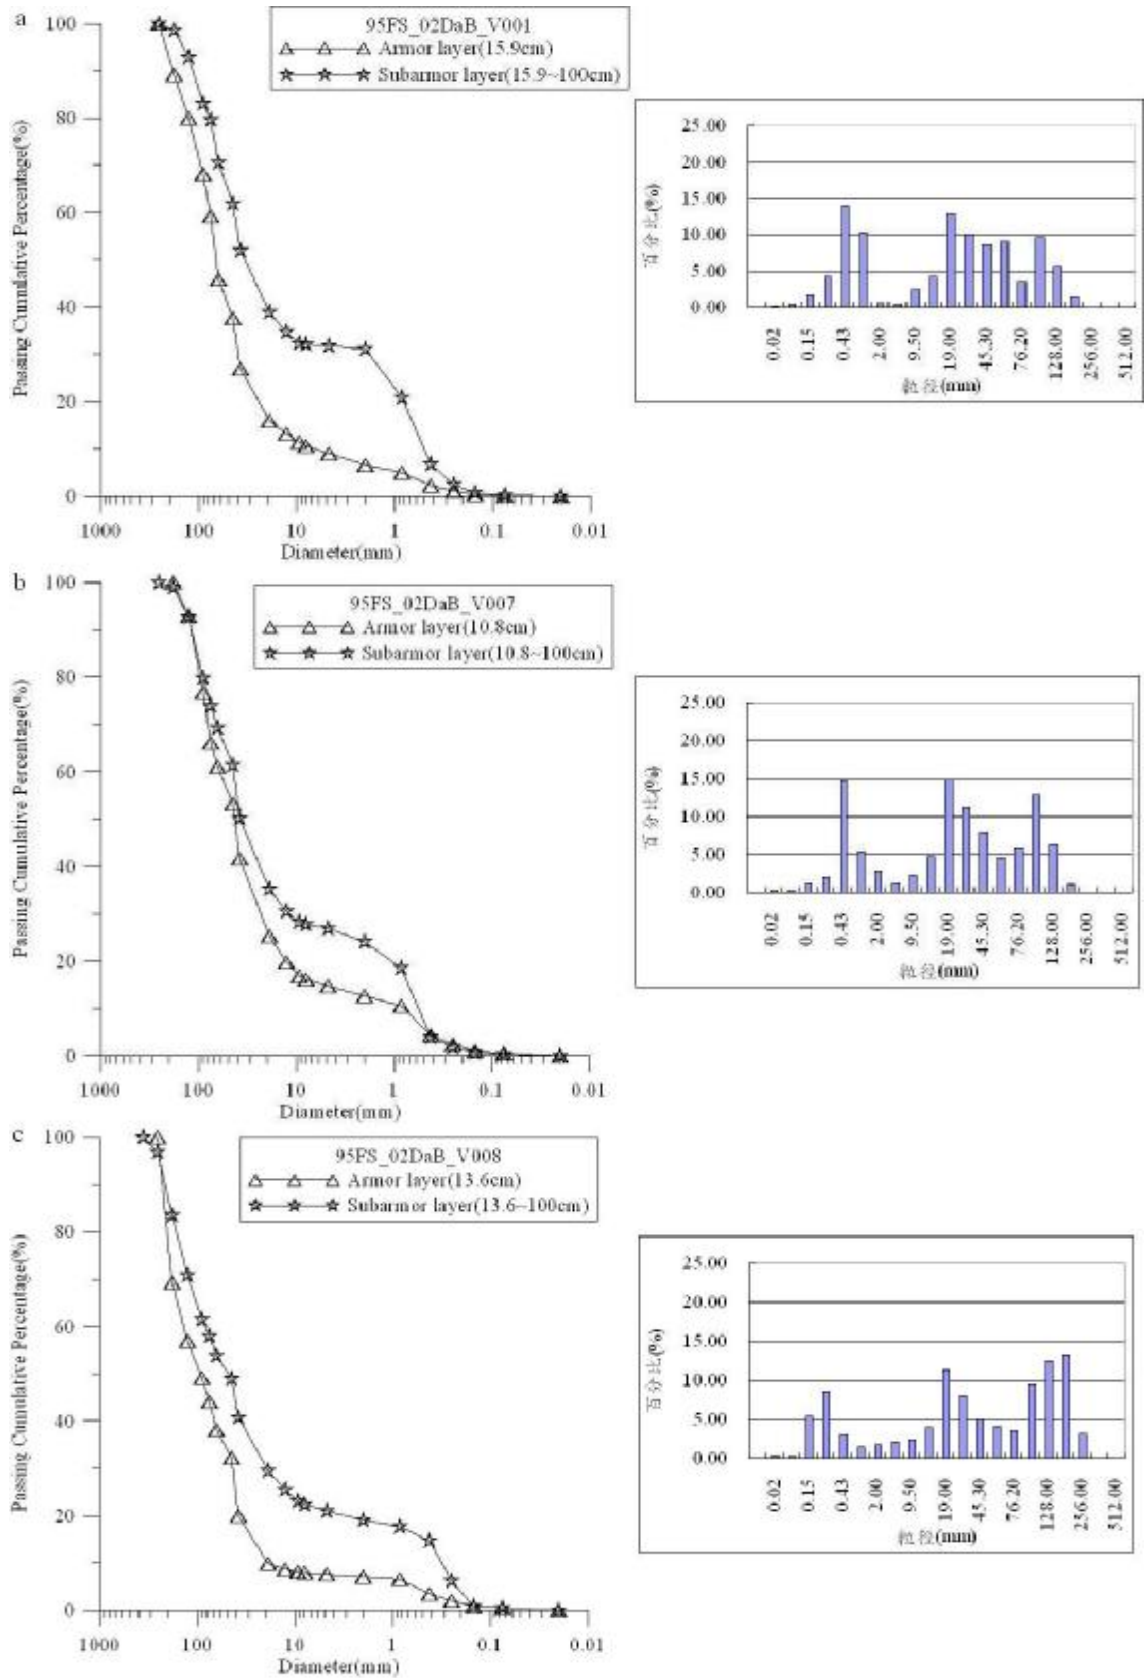 a
95FS_02DaB_V001
Armor layer(15.9cm)
Subarmor layer(15.9~100cm)
Passing Cumulative Percentage(%)
100
80
60
40
20
0
1000 100 10 1 0.1 0.01
Diameter(mm)
百分比(%)
25.00
20.00
15.00
10.00
5.00
0.00
0.02 0.15 0.43 2.00 9.50 19.00 45.30 76.20 128.00 256.00 512.00
粒徑(mm)
b
95FS_02DaB_V007
Armor layer(10.8cm)
Subarmor layer(10.8~100cm)
Passing Cumulative Percentage(%)
100
80
60
40
20
0
1000 100 10 1 0.1 0.01
Diameter(mm)
百分比(%)
25.00
20.00
15.00
10.00
5.00
0.00
0.02 0.15 0.43 2.00 9.50 19.00 45.30 76.20 128.00 256.00 512.00
粒徑(mm)
c
95FS_02DaB_V008
Armor layer(13.6cm)
Subarmor layer(13.6~100cm)
Passing Cumulative Percentage(%)
100
80
60
40
20
0
1000 100 10 1 0.1 0.01
Diameter(mm)
百分比(%)
25.00
20.00
15.00
10.00
5.00
0.00
0.02 0.15 0.43 2.00 9.50 19.00 45.30 76.20 128.00 256.00 512.00
粒徑(mm)